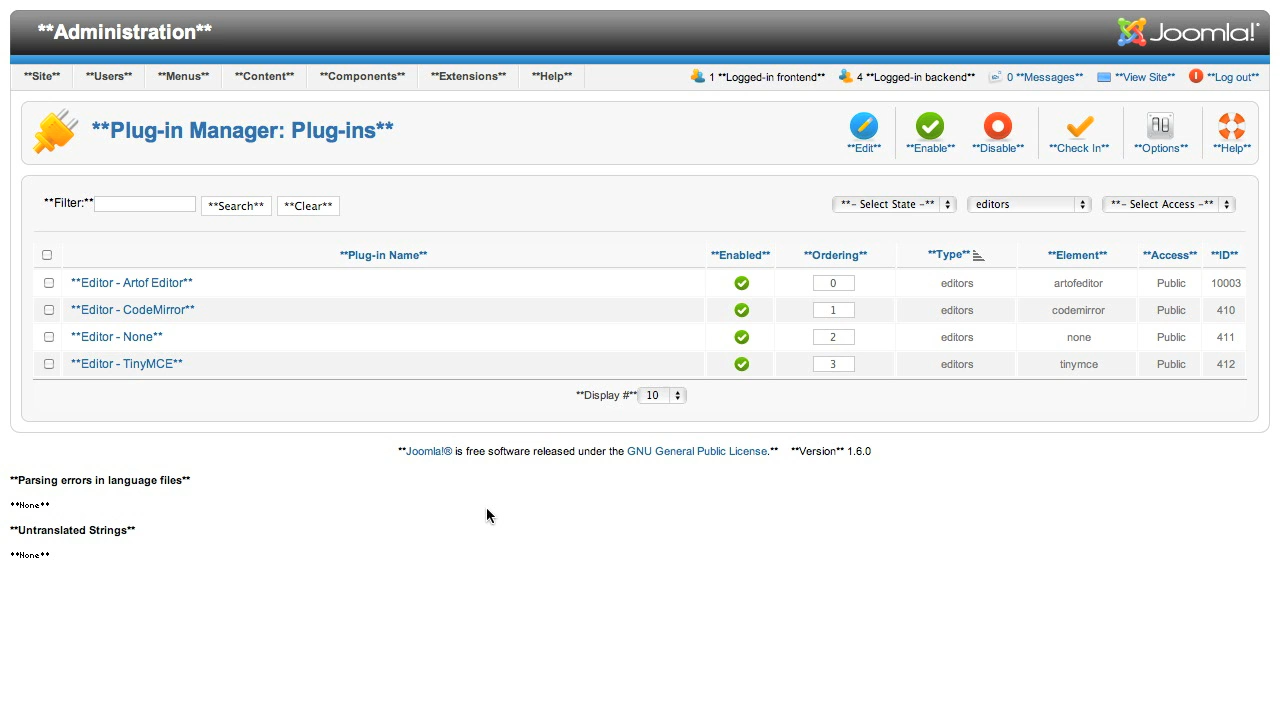 **Administration** Joomla!®
**Site** **Users** **Menus** **Content** **Components** **Extensions** **Help** 1 **Logged-in frontend** 4 **Logged-in backend** 0 **Messages** **View Site** **Log out**
**Plug-in Manager: Plug-ins** **Edit** **Enable** **Disable** **Check In** **Options** **Help**
**Filter:** **Search** **Clear** **- Select State -** editors **- Select Access -**
**Plug-in Name** **Enabled** **Ordering** **Type** **Element** **Access** **ID**
**Editor - Artof Editor** 0 editors artofeditor Public 10003
**Editor - CodeMirror** 1 editors codemirror Public 410
**Editor - None** 2 editors none Public 411
**Editor - TinyMCE** 3 editors tinymce Public 412
**Display #** 10
**Joomla!® is free software released under the GNU General Public License.** **Version** 1.6.0
**Parsing errors in language files**
**None**
**Untranslated Strings**
**None**